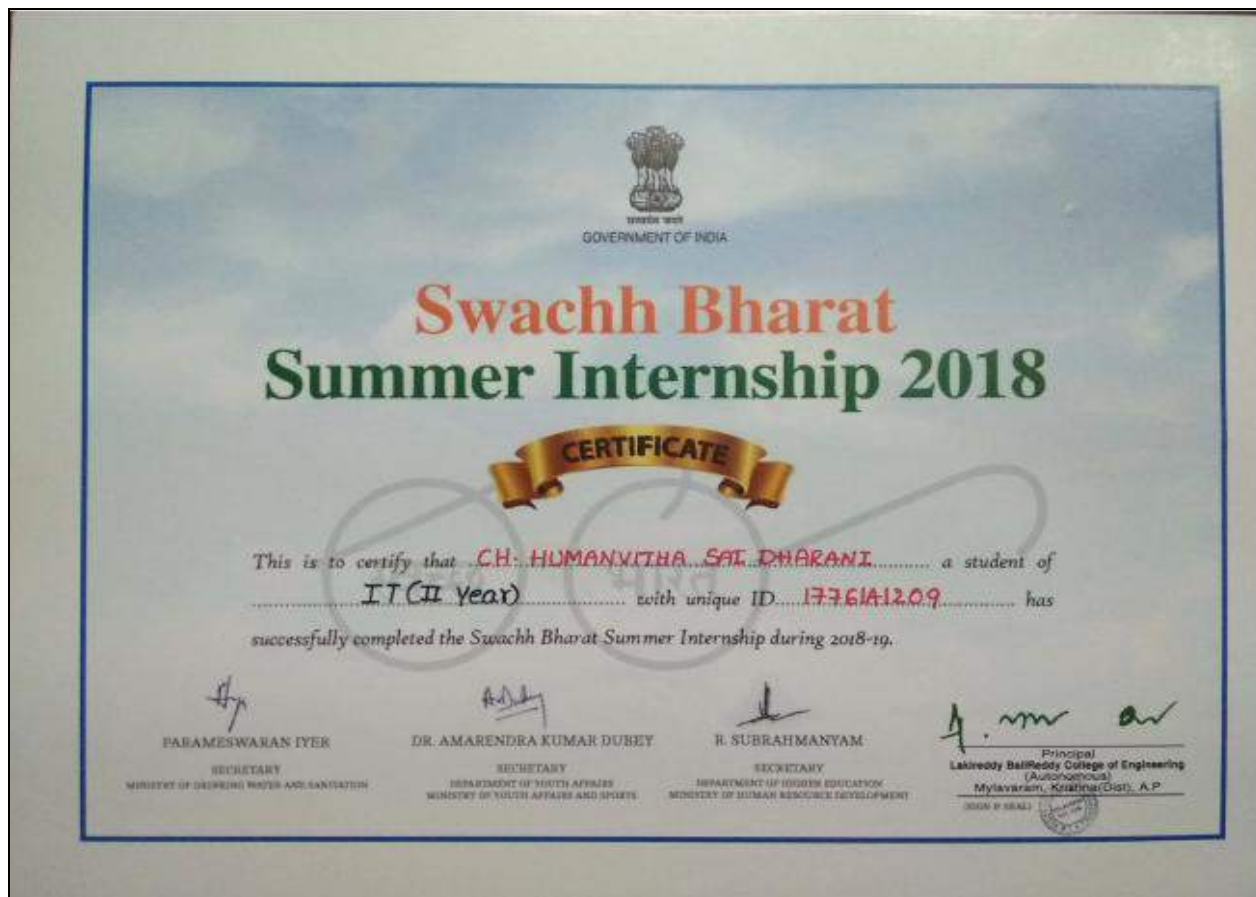 सत्यमेव जयते
GOVERNMENT OF INDIA
Swachh Bharat
Summer Internship 2018
CERTIFICATE
This is to certify that CH. HUMANVITHA SAI DHARANI a student of
IT (II Year) with unique ID 17761A1209 has
successfully completed the Swachh Bharat Summer Internship during 2018-19.
भारत
PARAMESWARAN IYER
SECRETARY
MINISTRY OF DRINKING WATER AND SANITATION
DR. AMARENDRA KUMAR DUBEY
SECRETARY
DEPARTMENT OF YOUTH AFFAIRS
MINISTRY OF YOUTH AFFAIRS AND SPORTS
R. SUBRAHMANYAM
SECRETARY
DEPARTMENT OF HIGHER EDUCATION
MINISTRY OF HUMAN RESOURCE DEVELOPMENT
Principal
Lakireddy BaliReddy College of Engineering
(Autonomous)
Mylavaram, Krishna(Dist), A.P
(SIGN & SEAL)